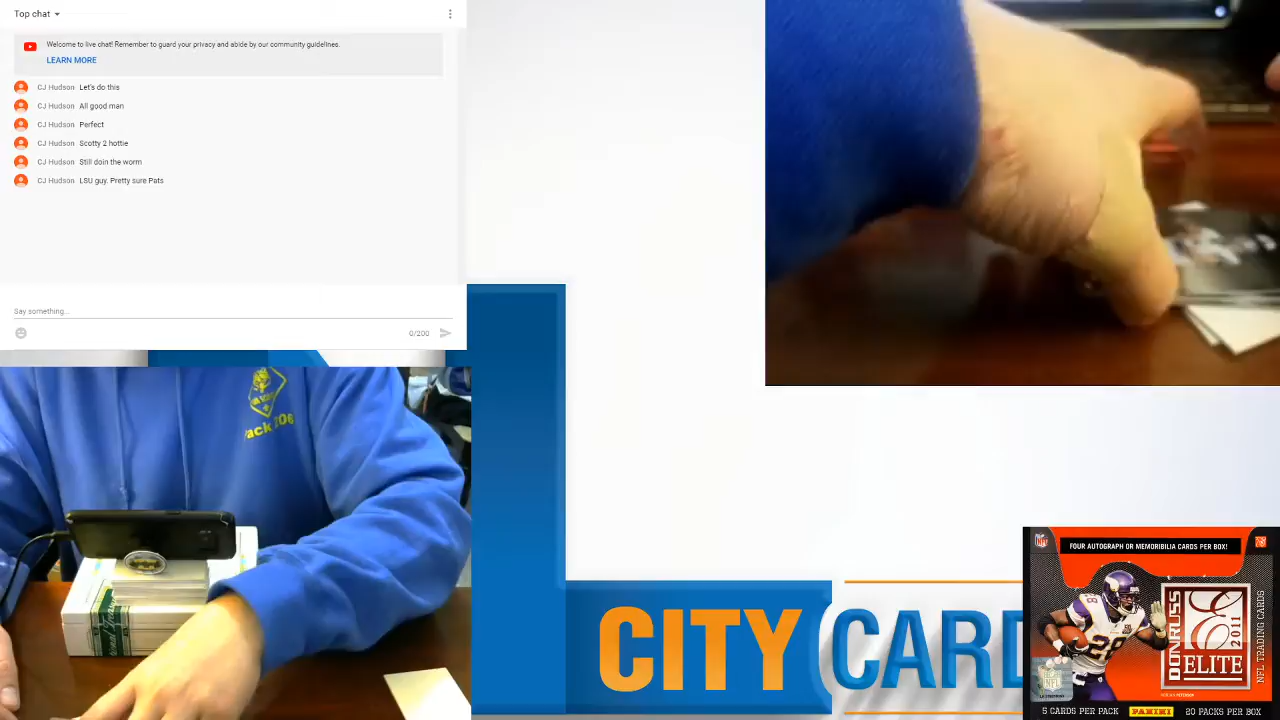 Top chat
Welcome to live chat! Remember to guard your privacy and abide by our community guidelines.
LEARN MORE
CJ Hudson Let's do this
CJ Hudson All good man
CJ Hudson Perfect
CJ Hudson Scotty 2 hottie
CJ Hudson Still doin the worm
CJ Hudson LSU guy. Pretty sure Pats
Say something...
0/200
CITY CARD
FOUR AUTOGRAPH OR MEMORIBILIA CARDS PER BOX!
28
DONRUSS
E
ELITE
2011
NFL TRADING CARDS
NFL
5 CARDS PER PACK
PANINI
20 PACKS PER BOX